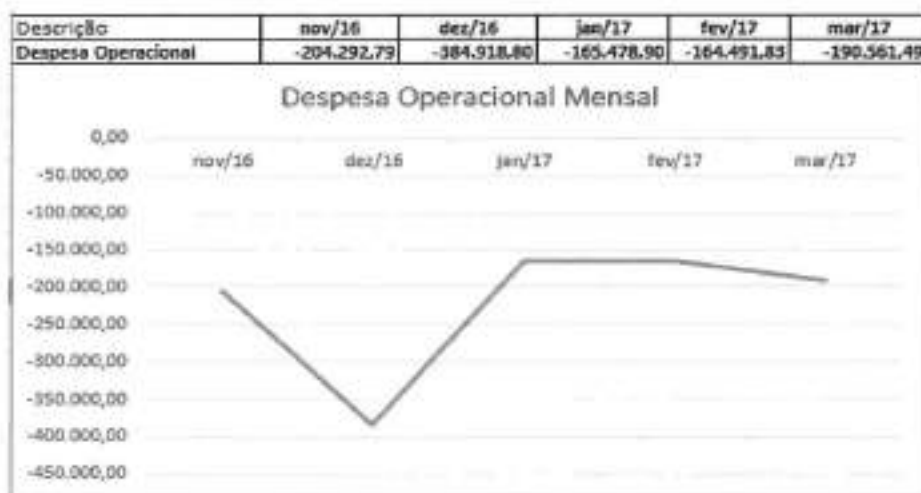 Descrição nov/16 dez/16 jan/17 fev/17 mar/17
Despesa Operacional -204.292,79 -384.918,80 -165.478,90 -164.491,83 -190.561,49
Despesa Operacional Mensal
0,00
nov/16 dez/16 jan/17 fev/17 mar/17
-50.000,00
-100.000,00
-150.000,00
-200.000,00
-250.000,00
-300.000,00
-350.000,00
-400.000,00
-450.000,00